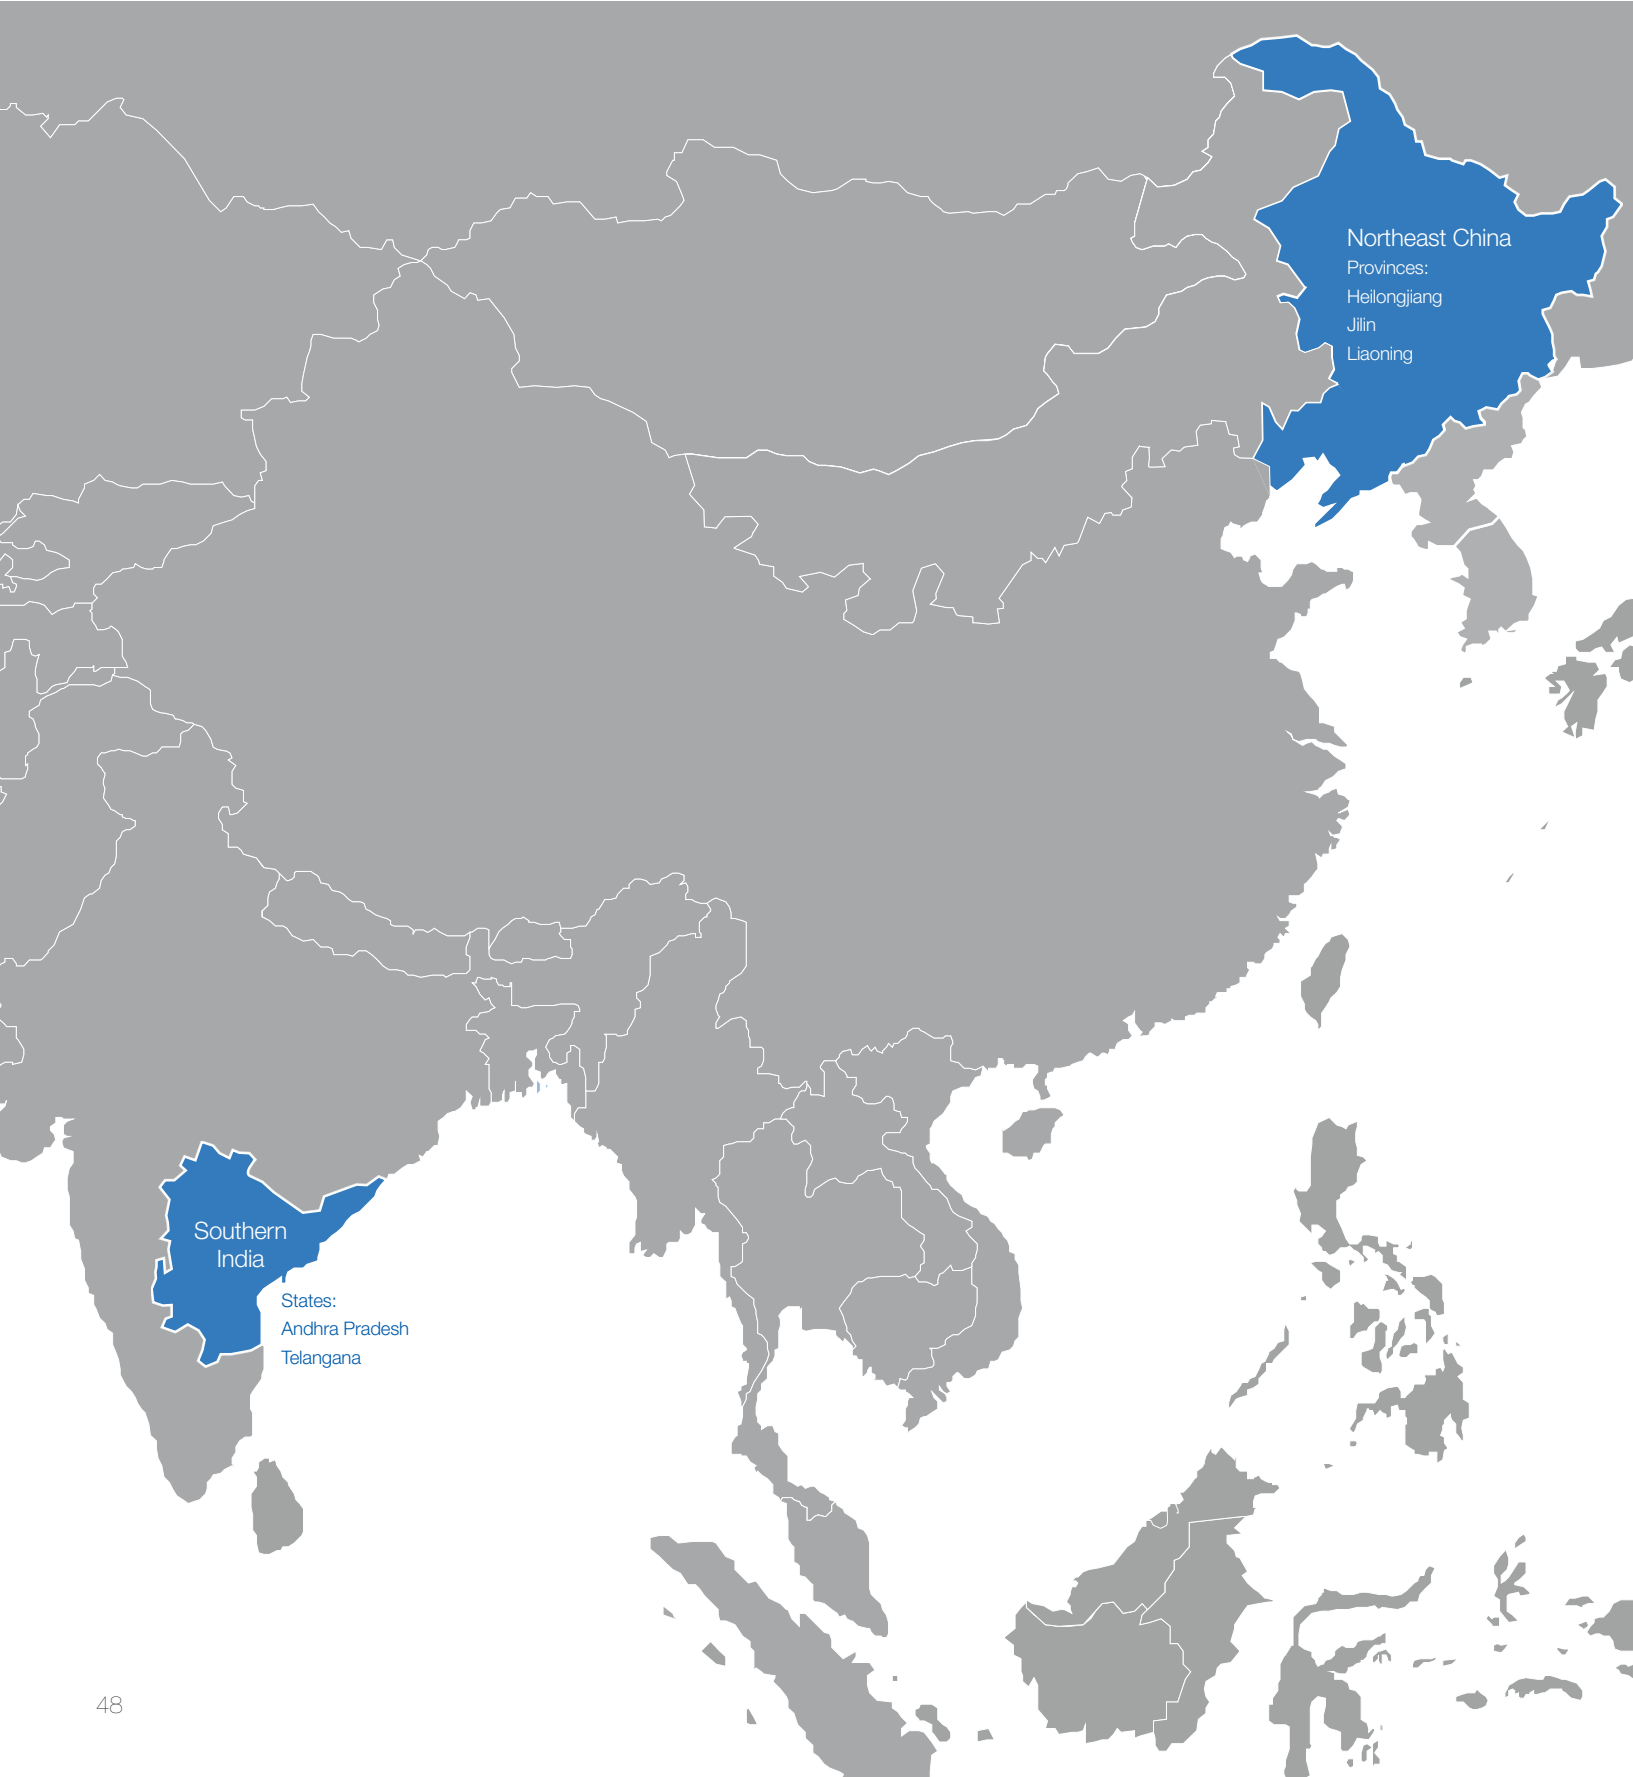 Northeast China
Provinces:
Heilongjiang
Jilin
Liaoning
Southern
India
States:
Andhra Pradesh
Telangana
48